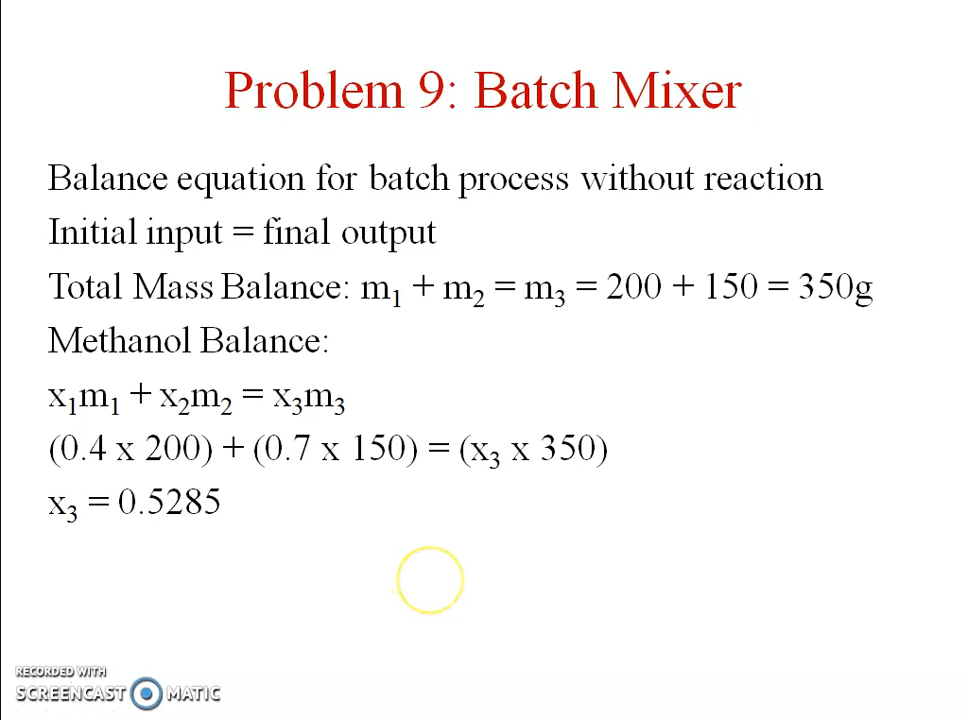 Problem 9: Batch Mixer
Balance equation for batch process without reaction
Initial input = final output
Total Mass Balance: m₁ + m₂ = m₃ = 200 + 150 = 350g
Methanol Balance:
x₁m₁ + x₂m₂ = x₃m₃
(0.4 x 200) + (0.7 x 150) = (x₃ x 350)
x₃ = 0.5285
RECORDED WITH
SCREENCAST MATIC